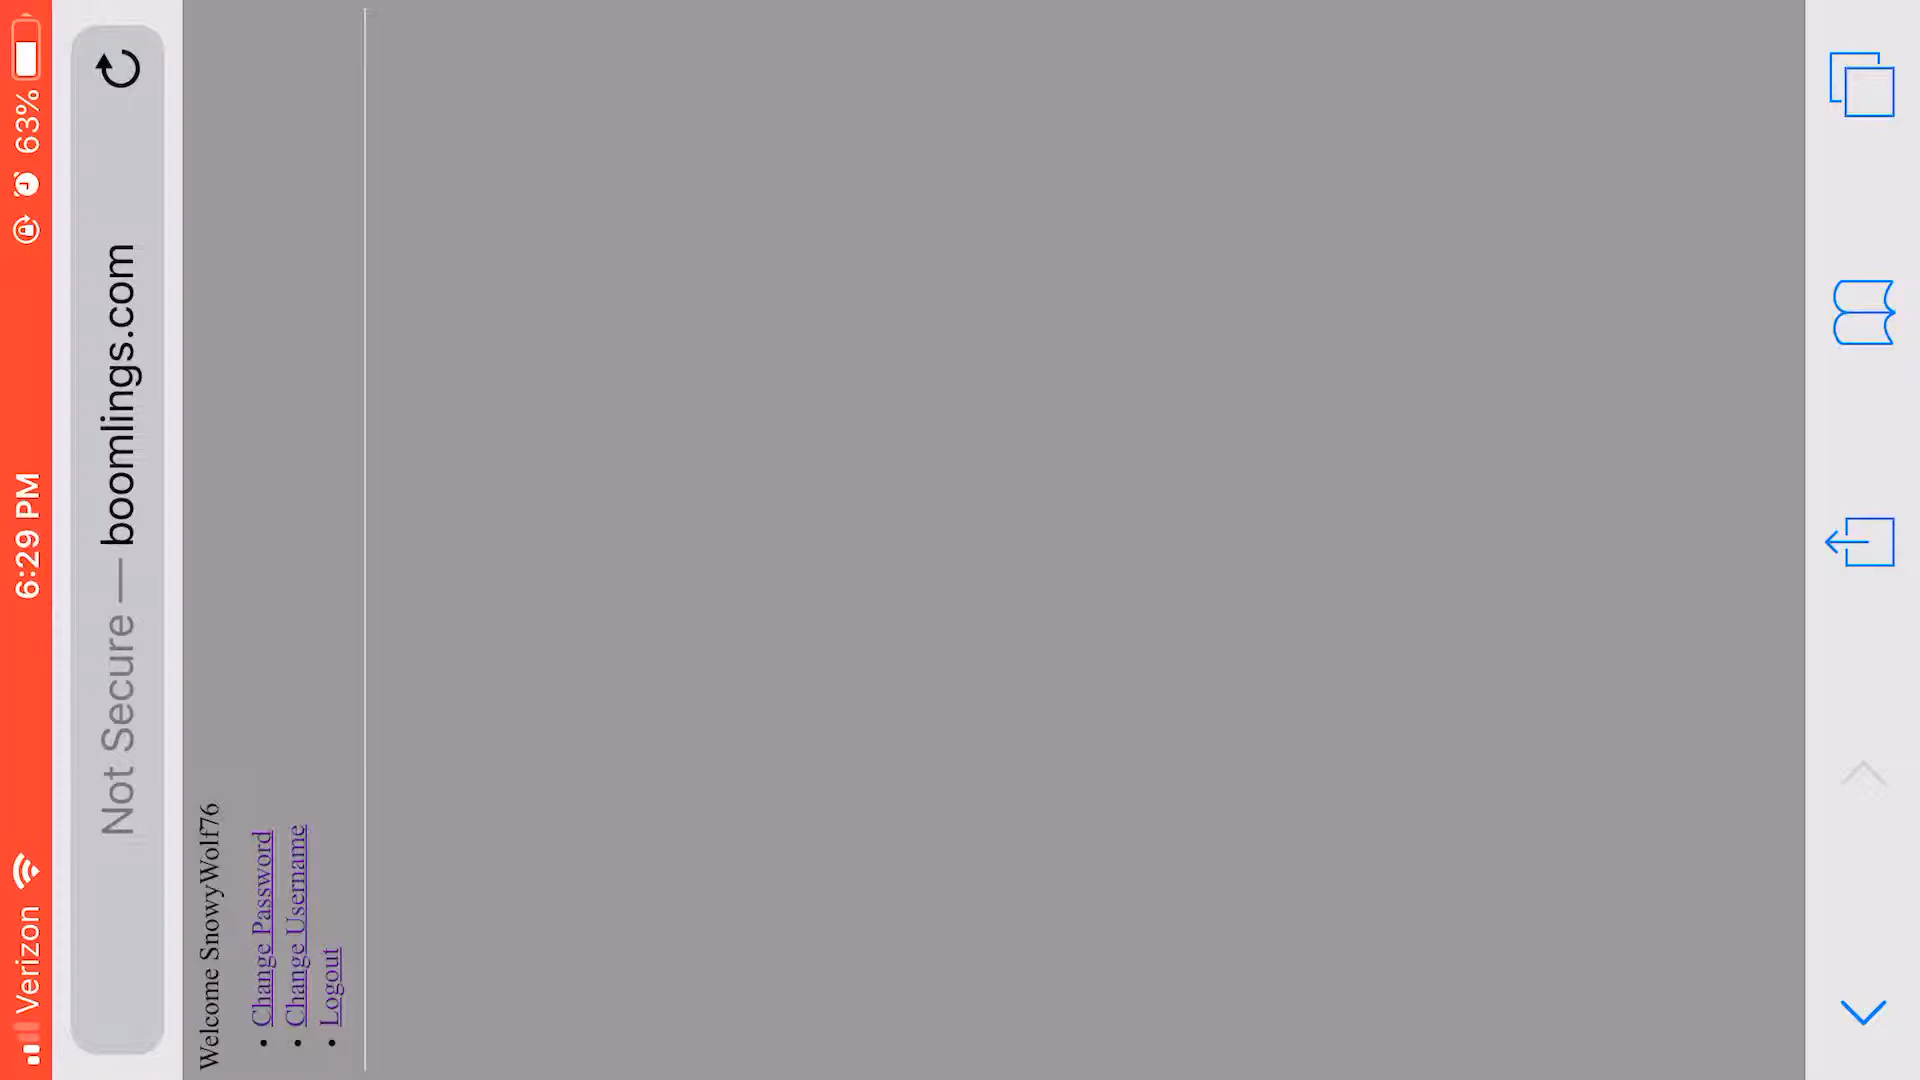 Verizon 6:29 PM 63%
Not Secure — boomlings.com
Welcome SnowyWolf76
• Change Password
• Change Username
• Logout